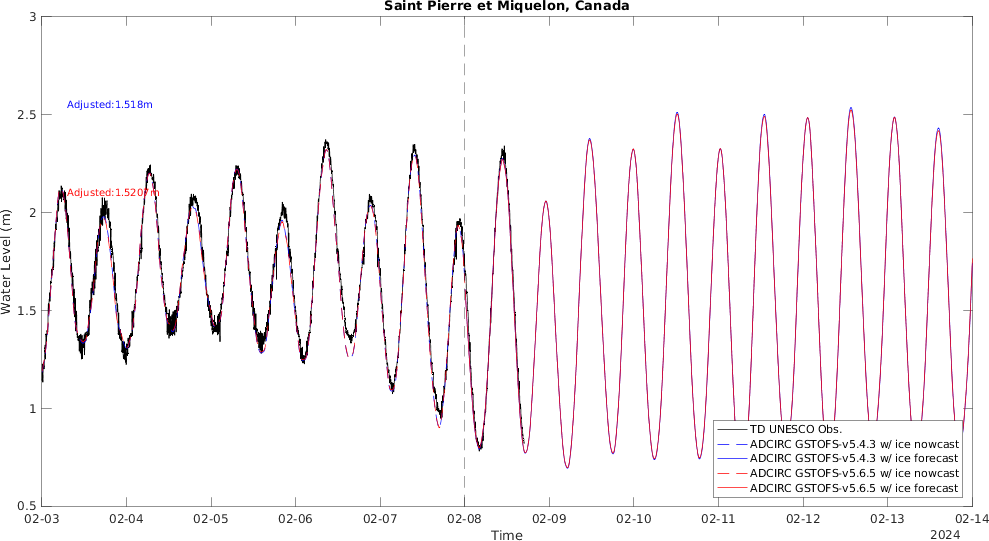 Saint Pierre et Miquelon, Canada
3
Adjusted:1.518m
2.5
Adjusted:1.5207m
2
Water Level (m)
1.5
1
TD UNESCO Obs.
ADCIRC GSTOFS-v5.4.3 w/ ice nowcast
ADCIRC GSTOFS-v5.4.3 w/ ice forecast
ADCIRC GSTOFS-v5.6.5 w/ ice nowcast
ADCIRC GSTOFS-v5.6.5 w/ ice forecast
0.5
02-03 02-04 02-05 02-06 02-07 02-08 02-09 02-10 02-11 02-12 02-13 02-14
Time
2024